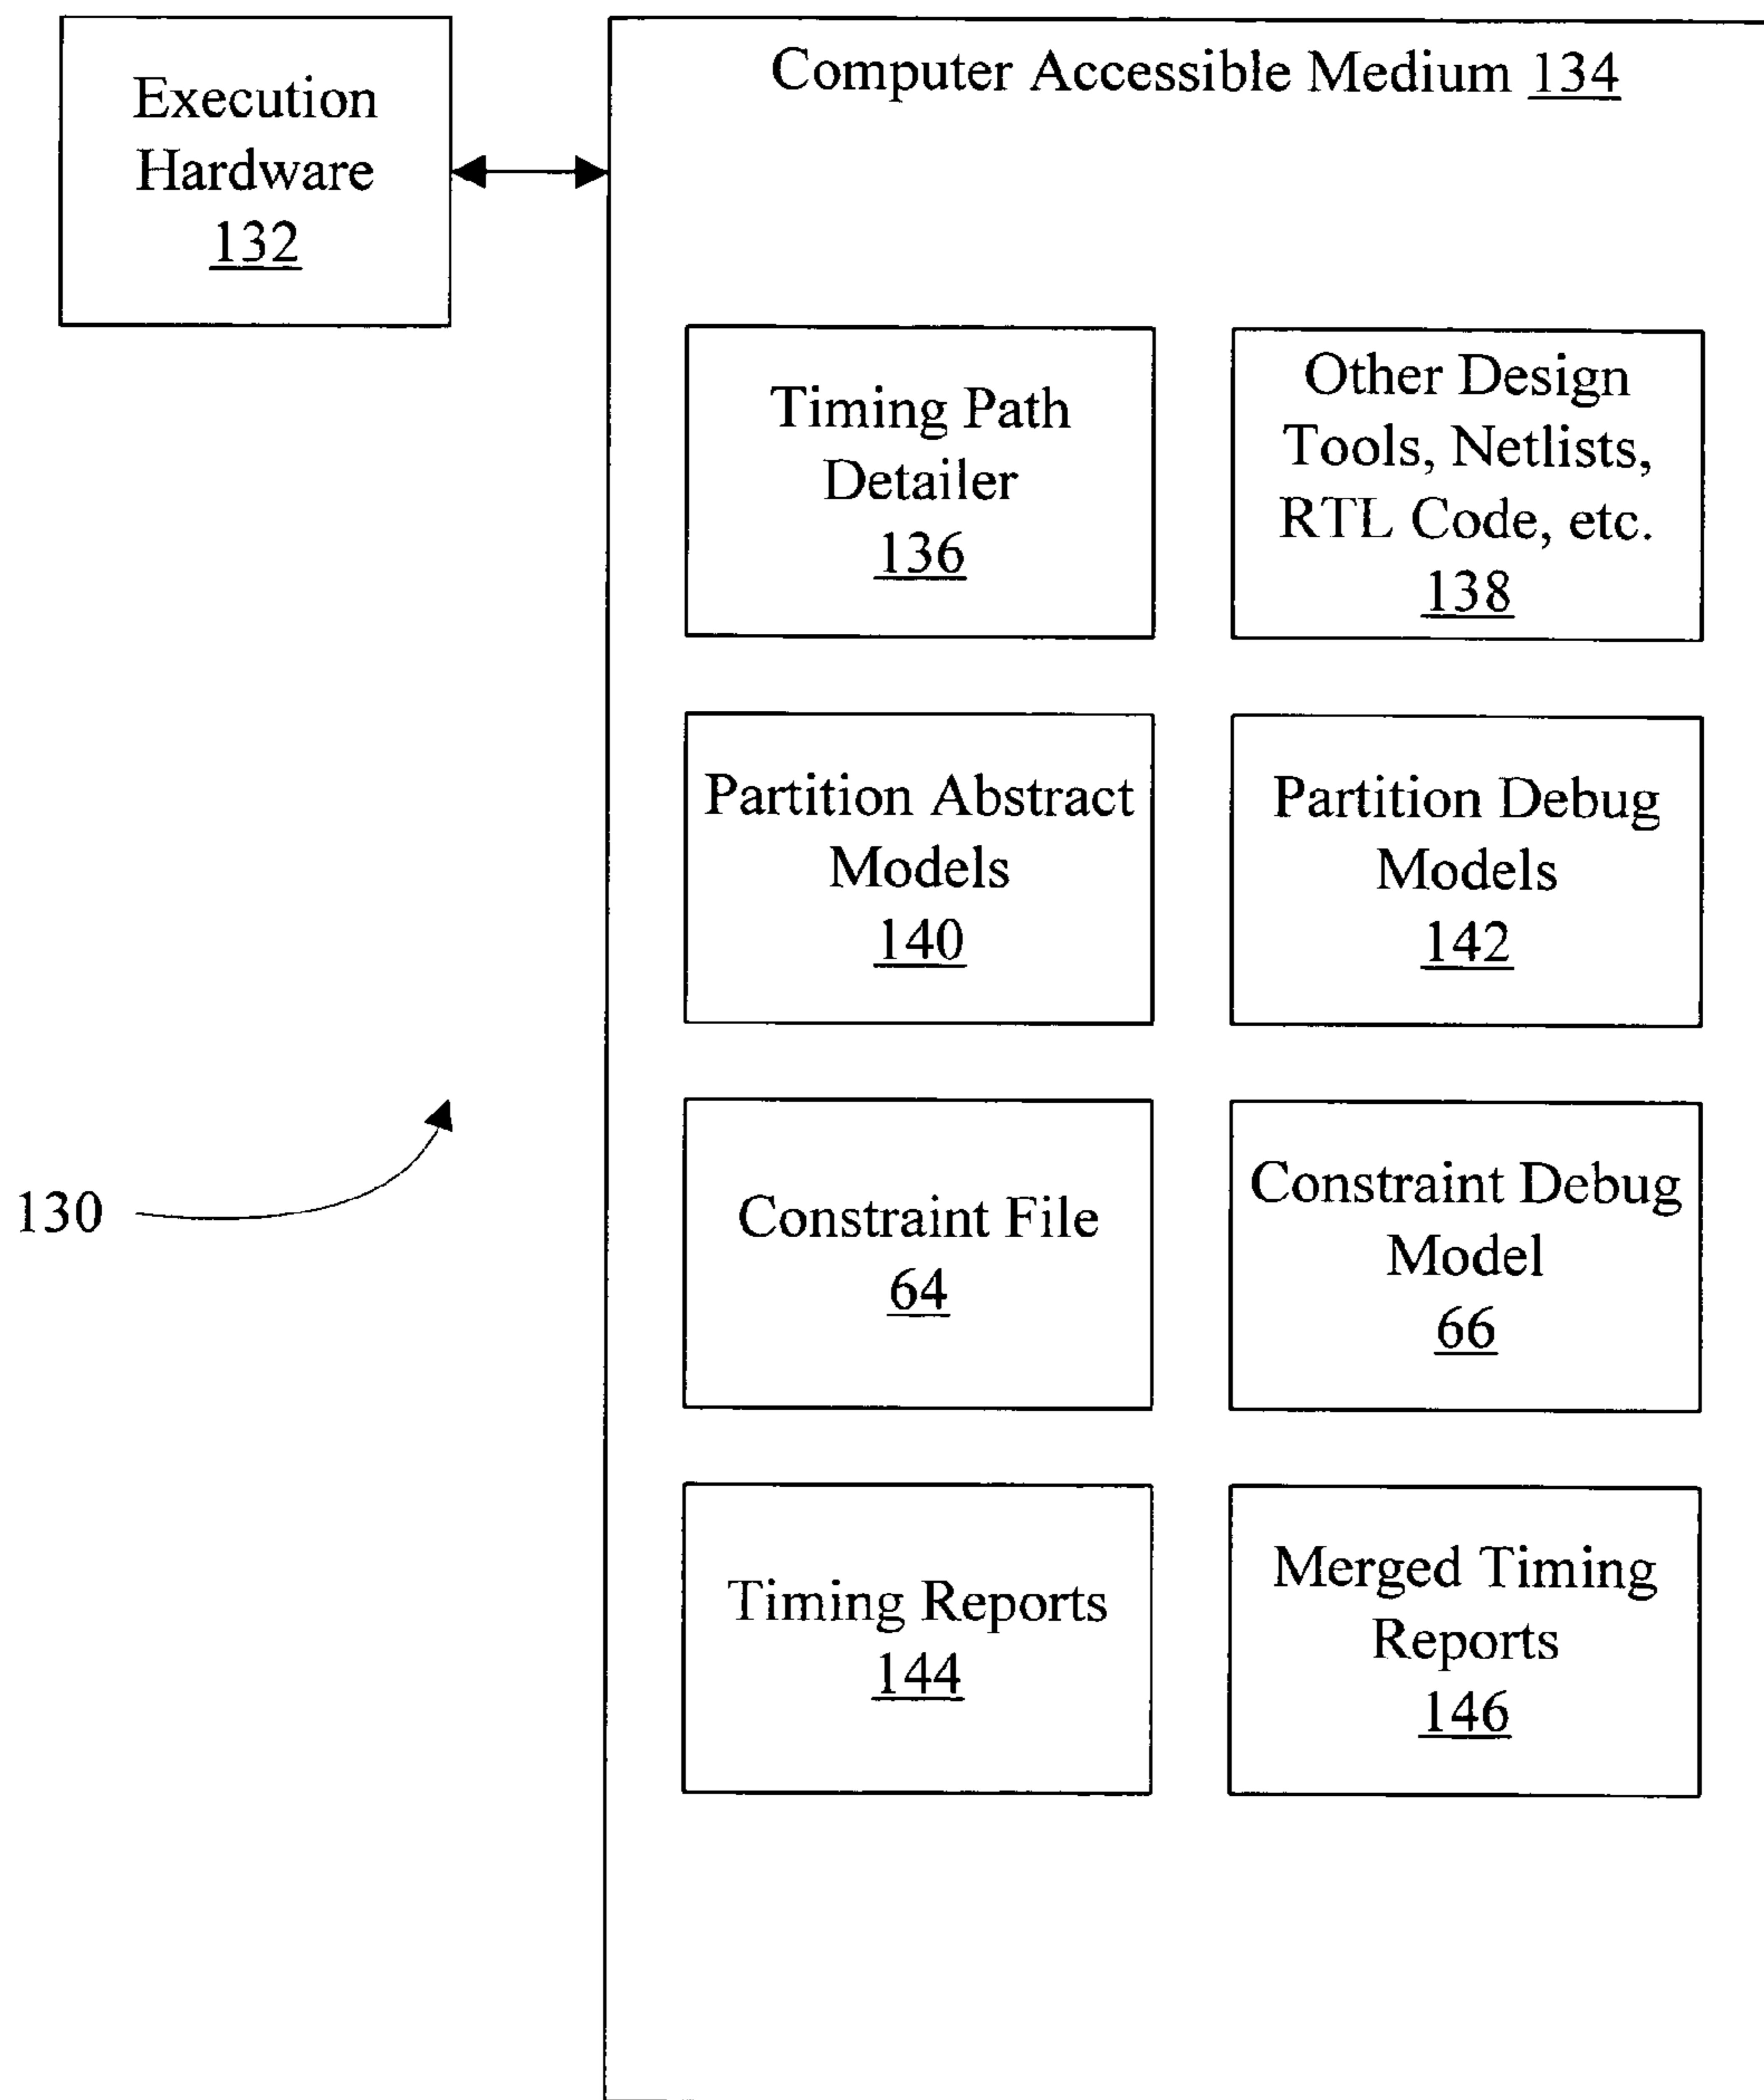 Execution
Hardware
132
Computer Accessible Medium 134
Timing Path
Detailer
136
Other Design
Tools, Netlists,
RTL Code, etc.
138
Partition Abstract
Models
140
Partition Debug
Models
142
130
Constraint File
64
Constraint Debug
Model
66
Timing Reports
144
Merged Timing
Reports
146